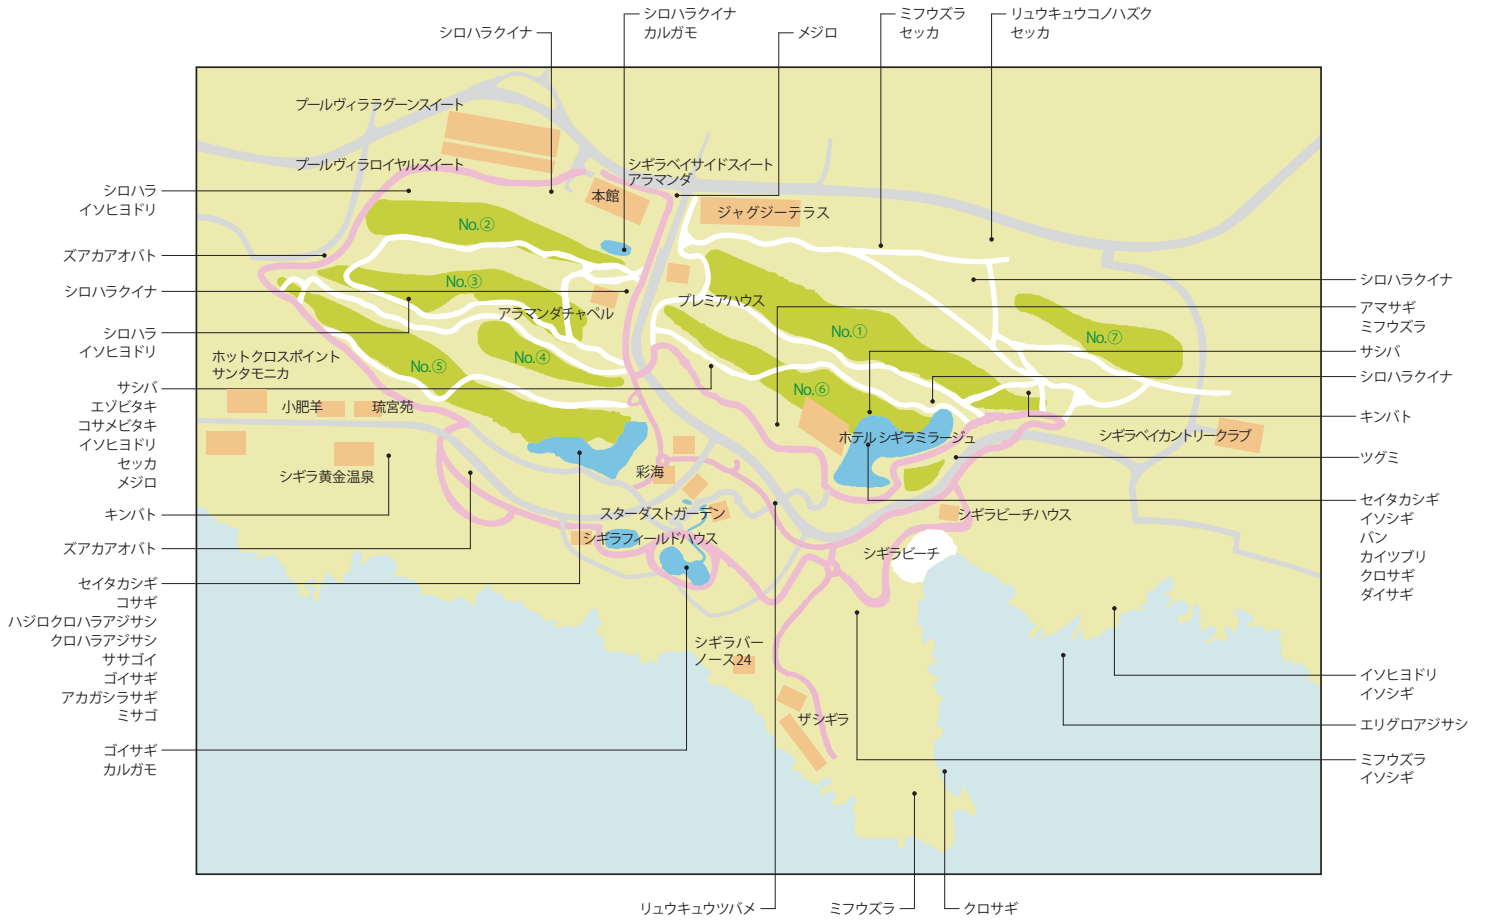 シロハラクイナ
シロハラクイナ
カルガモ
メジロ
ミフウズラ
セッカ
リュウキュウコノハズク
セッカ
シロハラ
イソヒヨドリ
ズアカアオバト
シロハラクイナ
シロハラ
イソヒヨドリ
サシバ
エゾビタキ
コサメビタキ
イソヒヨドリ
セッカ
メジロ
キンバト
ズアカアオバト
セイタカシギ
コサギ
ハジロクロハラアジサシ
クロハラアジサシ
ササゴイ
ゴイサギ
アカガシラサギ
ミサゴ
ゴイサギ
カルガモ
プールヴィララグーンスイート
プールヴィラロイヤルスイート
シギラベイサイドスイート
アラマンダ
本館
ジャグジーテラス
No.②
No.③
アラマンダチャペル
プレミアハウス
No.①
No.⑦
No.④
No.⑤
No.⑥
ホットクロスポイント
サンタモニカ
小肥羊
琉宮苑
シギラ黄金温泉
彩海
ホテル シギラミラージュ
シギラベイカントリークラブ
スターダストガーデン
シギラフィールドハウス
シギラビーチハウス
シギラビーチ
シギラバー
ノース24
ザシギラ
シロハラクイナ
アマサギ
ミフウズラ
サシバ
シロハラクイナ
キンバト
ツグミ
セイタカシギ
イソシギ
バン
カイツブリ
クロサギ
ダイサギ
イソヒヨドリ
イソシギ
エリグロアジサシ
ミフウズラ
イソシギ
リュウキュウツバメ
ミフウズラ
クロサギ